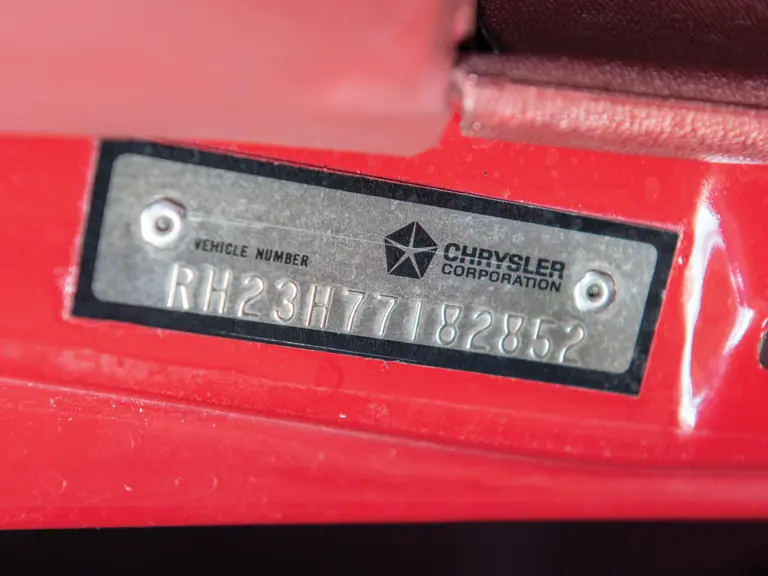 VEHICLE NUMBER
CHRYSLER
CORPORATION
RH23H77182852